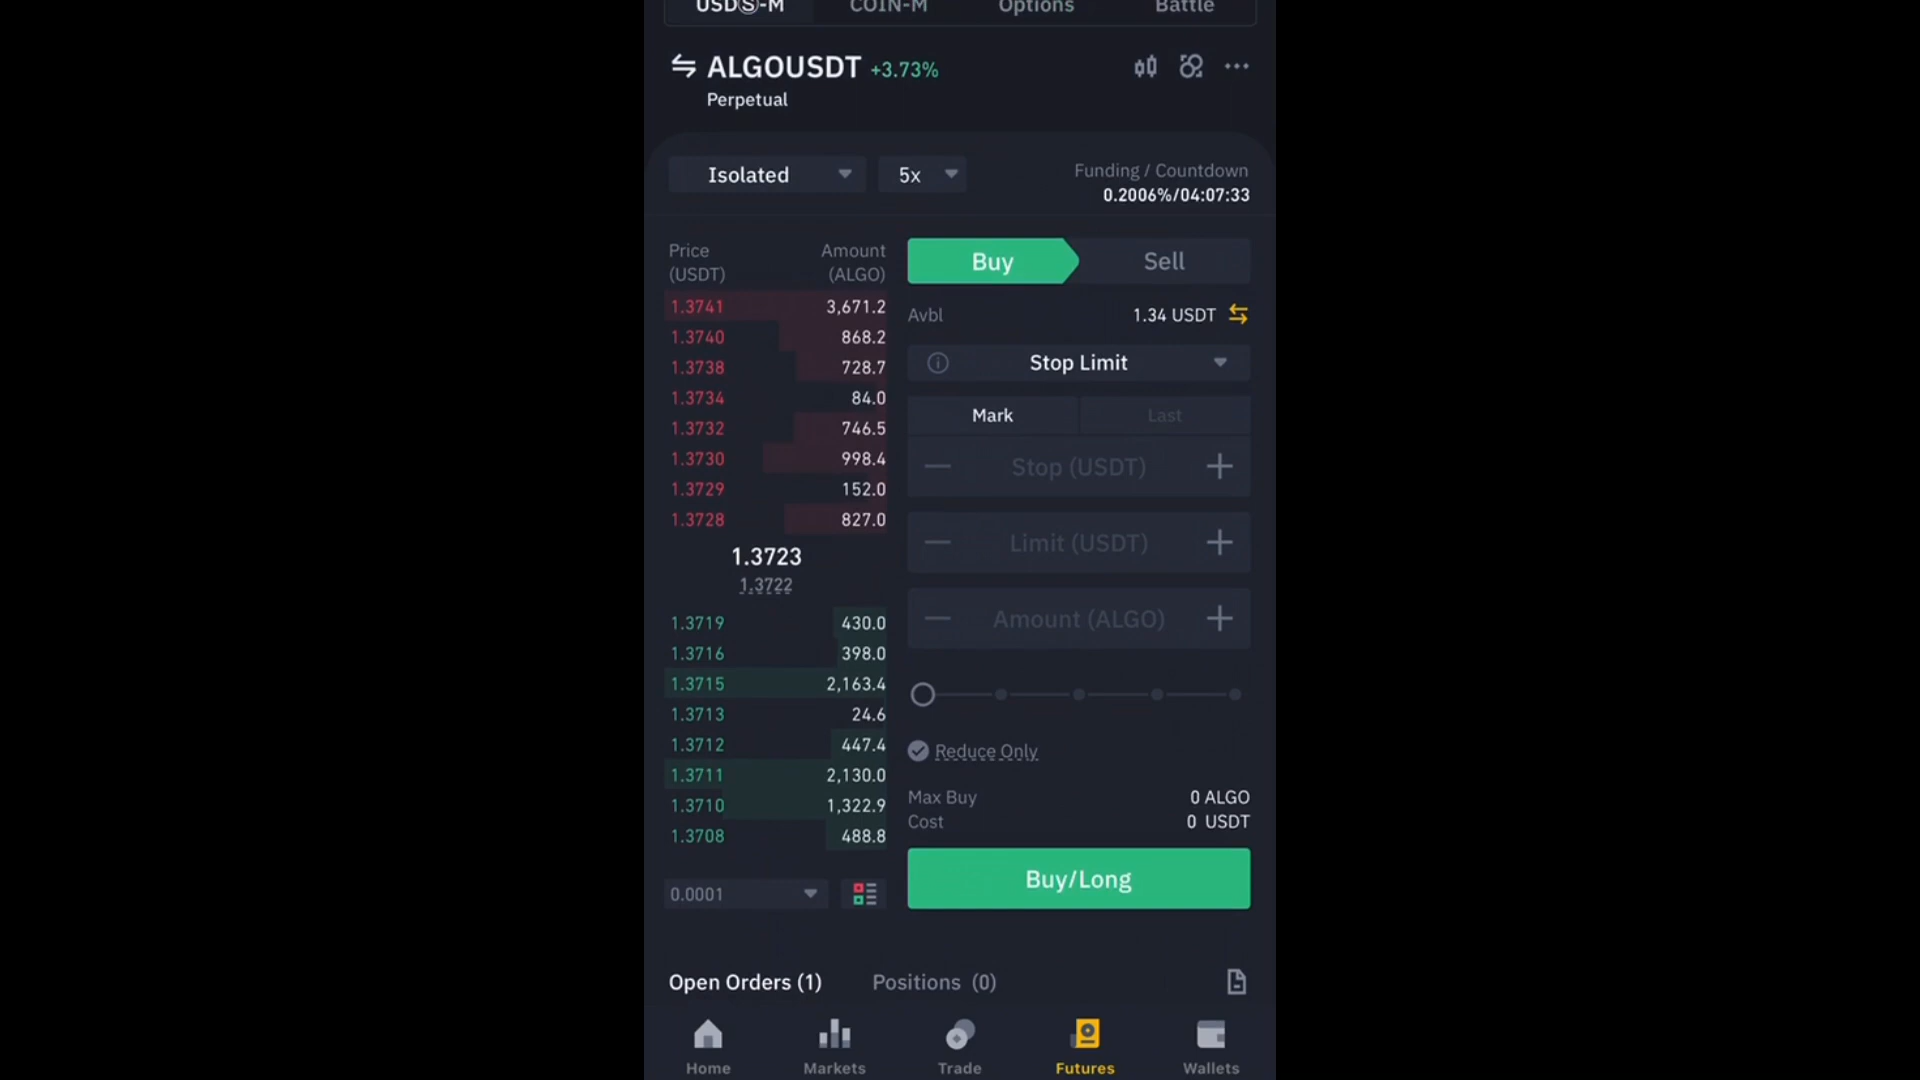 USDⓈ-M COIN-M Options Battle
ALGOUSDT +3.73%
Perpetual
Isolated 5x
Funding / Countdown
0.2006%/04:07:33
Price Amount
(USDT) (ALGO)
1.3741 3,671.2
1.3740 868.2
1.3738 728.7
1.3734 84.0
1.3732 746.5
1.3730 998.4
1.3729 152.0
1.3728 827.0
1.3723
1.3722
1.3719 430.0
1.3716 398.0
1.3715 2,163.4
1.3713 24.6
1.3712 447.4
1.3711 2,130.0
1.3710 1,322.9
1.3708 488.8
0.0001
Buy Sell
Avbl 1.34 USDT
Stop Limit
Mark Last
Stop (USDT)
Limit (USDT)
Amount (ALGO)
Reduce Only
Max Buy 0 ALGO
Cost 0 USDT
Buy/Long
Open Orders (1) Positions (0)
Home Markets Trade Futures Wallets